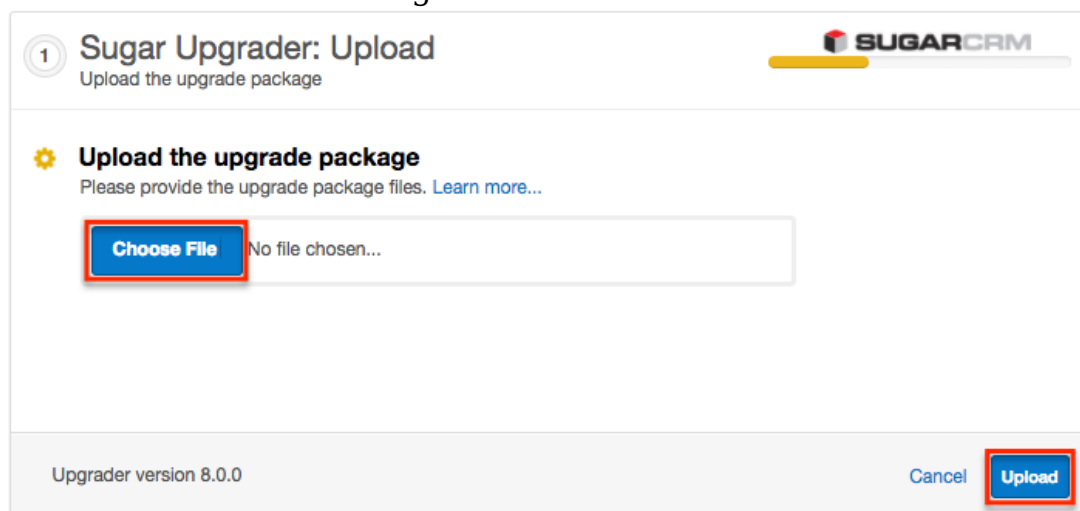 1
Sugar Upgrader: Upload
SUGARCRM
Upload the upgrade package
Upload the upgrade package
Please provide the upgrade package files. Learn more...
Choose File No file chosen...
Upgrader version 8.0.0
Cancel Upload